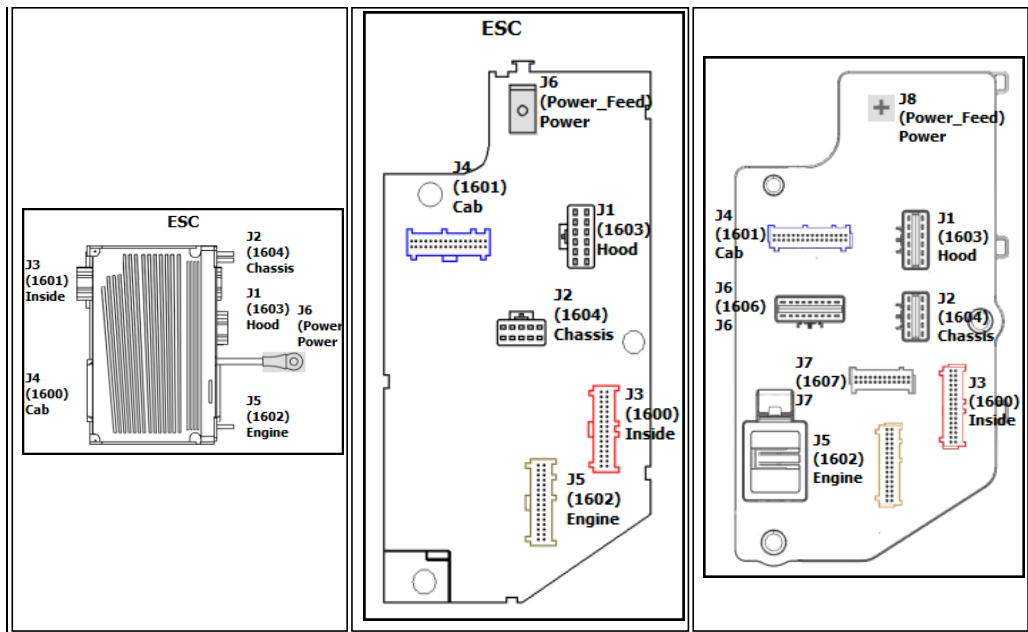 ESC
J2
(1604)
Chassis
J3
(1601)
Inside
J1
(1603)
Hood
J6
(Power
Power
J4
(1600)
Cab
J5
(1602)
Engine
ESC
J6
(Power_Feed)
Power
J4
(1601)
Cab
J1
(1603)
Hood
J2
(1604)
Chassis
J3
(1600)
Inside
J5
(1602)
Engine
J8
(Power_Feed)
Power
J4
(1601)
Cab
J1
(1603)
Hood
J6
(1606)
J6
J2
(1604)
Chassis
J7
(1607)
J7
J3
(1600)
Inside
J5
(1602)
Engine